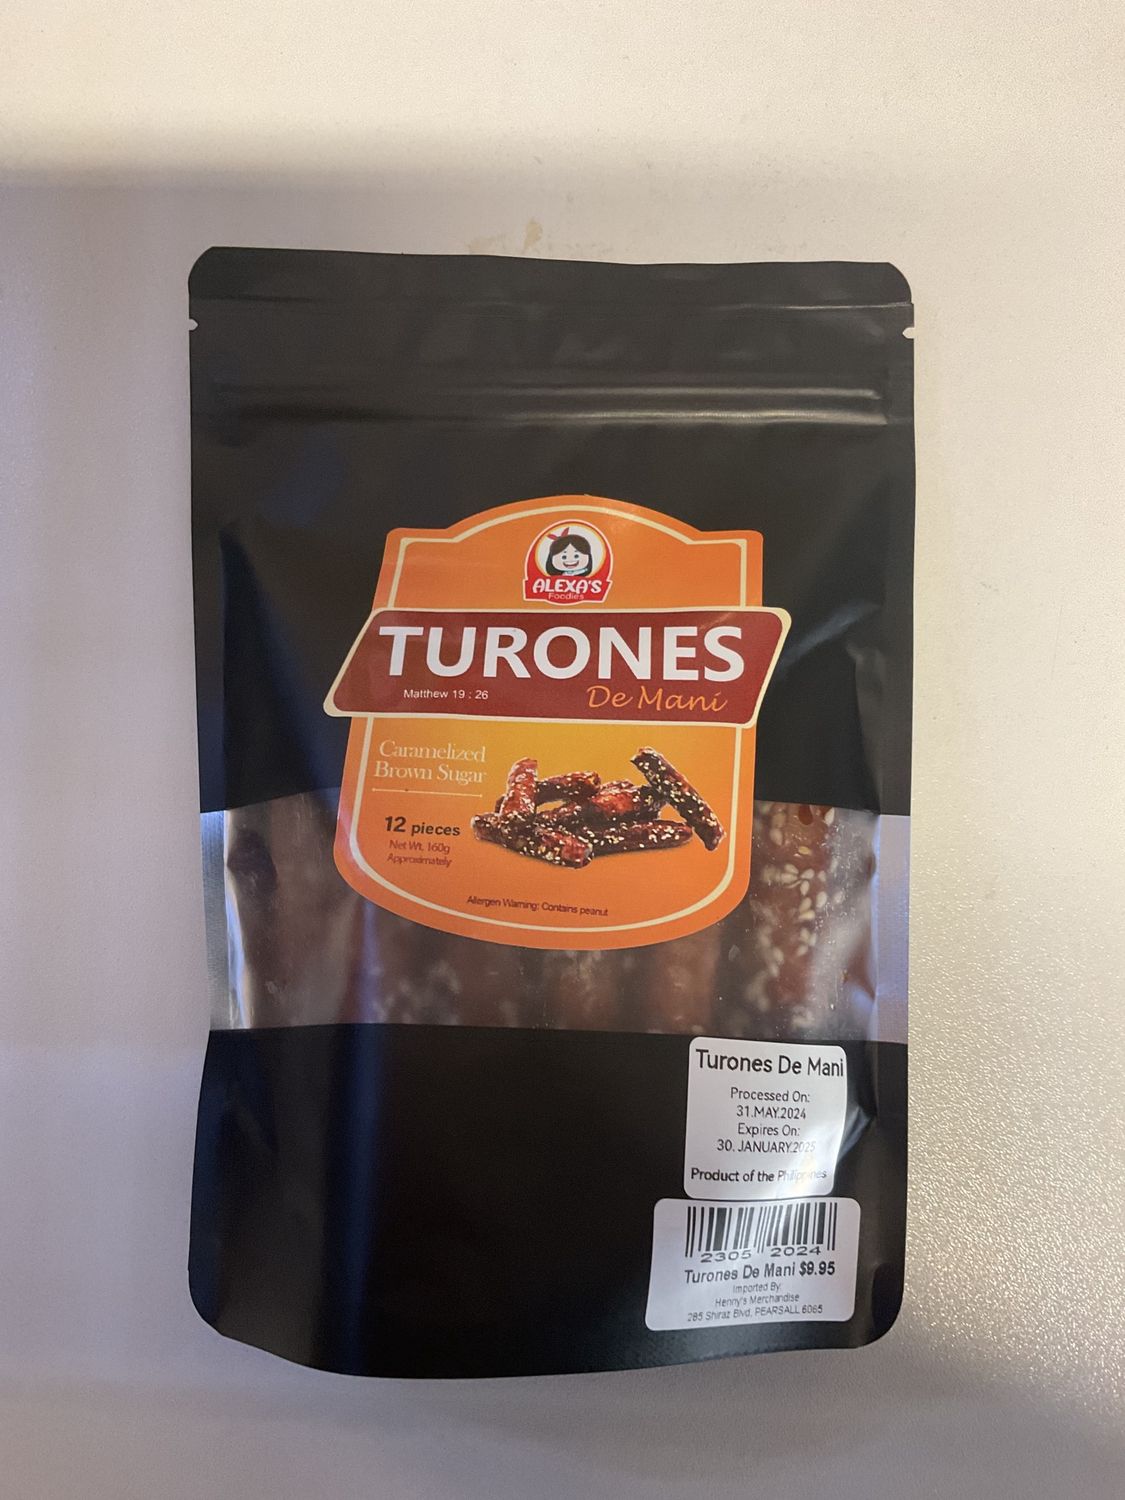 ALEXA'S
Foodies
TURONES
Matthew 19 : 26
De Mani
Caramelized
Brown Sugar
12 pieces
Net Wt. 160g
Approximately
Allergen Warning: Contains peanut
Turones De Mani
Processed On:
31.MAY.2024
Expires On:
30. JANUARY.2025
Product of the Philippines
2305 2024
Turones De Mani $9.95
Imported By:
Henny's Merchandise
285 Shiraz Blvd, PEARSALL 6065